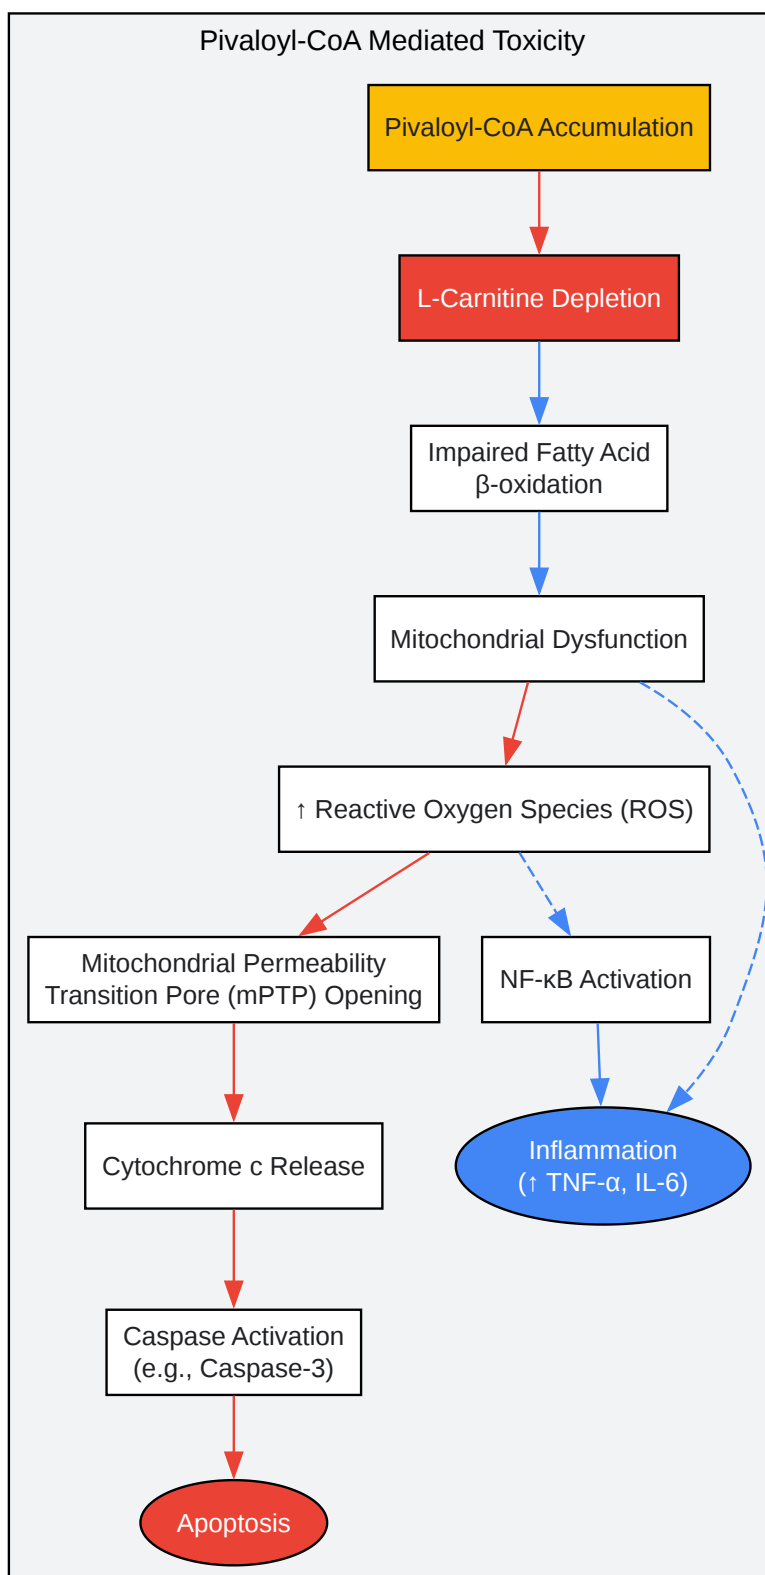 Pivaloyl-CoA Mediated Toxicity
Pivaloyl-CoA Accumulation
L-Carnitine Depletion
Impaired Fatty Acid
β-oxidation
Mitochondrial Dysfunction
↑ Reactive Oxygen Species (ROS)
Mitochondrial Permeability
Transition Pore (mPTP) Opening
NF-κB Activation
Cytochrome c Release
Inflammation
(↑ TNF-α, IL-6)
Caspase Activation
(e.g., Caspase-3)
Apoptosis